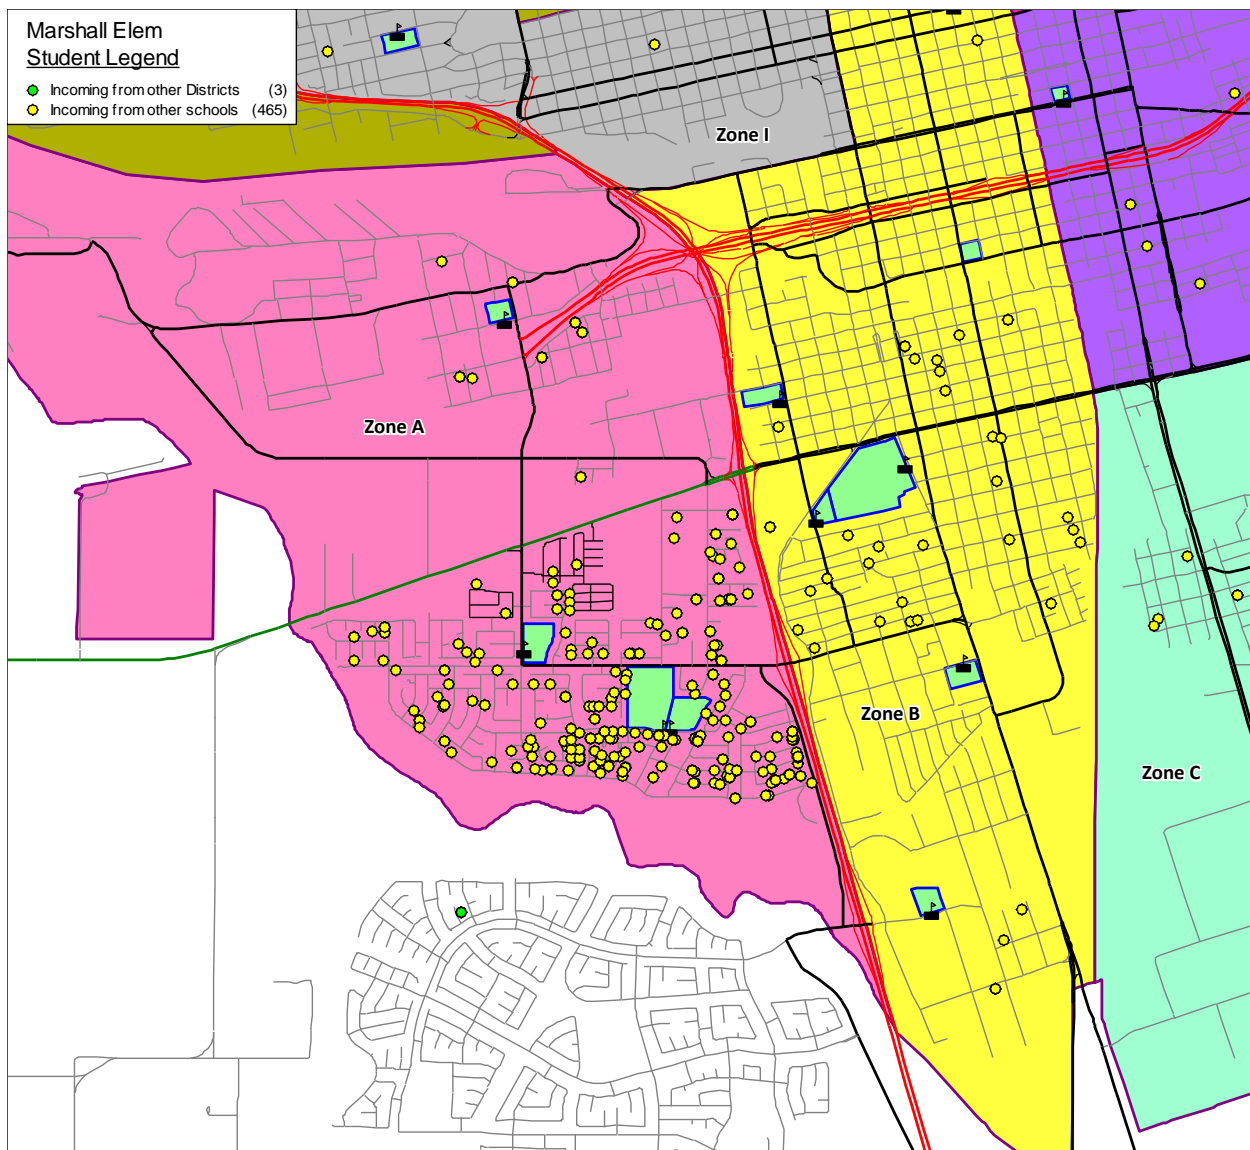 Marshall Elem
Student Legend
Incoming from other Districts (3)
Incoming from other schools (465)
Zone I
Zone A
Zone B
Zone C